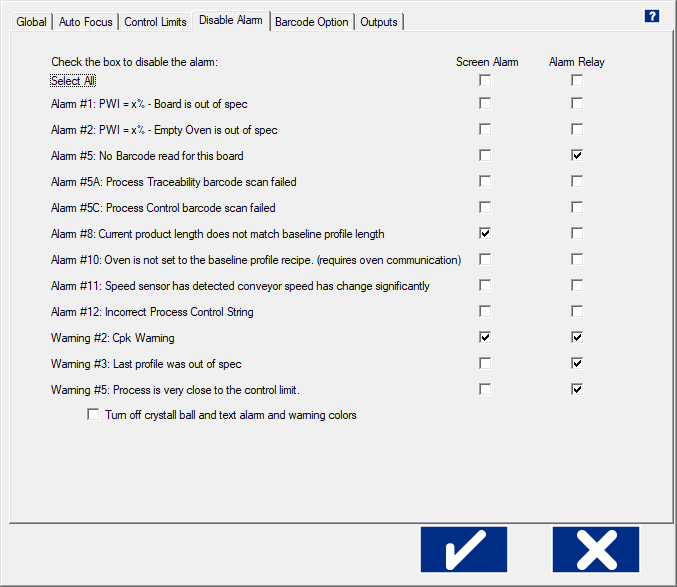 Global Auto Focus Control Limits Disable Alarm Barcode Option Outputs ?
Check the box to disable the alarm: Screen Alarm Alarm Relay
Select All
Alarm #1: PWI = x% - Board is out of spec
Alarm #2: PWI = x% - Empty Oven is out of spec
Alarm #5: No Barcode read for this board
Alarm #5A: Process Traceability barcode scan failed
Alarm #5C: Process Control barcode scan failed
Alarm #8: Current product length does not match baseline profile length
Alarm #10: Oven is not set to the baseline profile recipe. (requires oven communication)
Alarm #11: Speed sensor has detected conveyor speed has change significantly
Alarm #12: Incorrect Process Control String
Warning #2: Cpk Warning
Warning #3: Last profile was out of spec
Warning #5: Process is very close to the control limit.
Turn off crystall ball and text alarm and warning colors